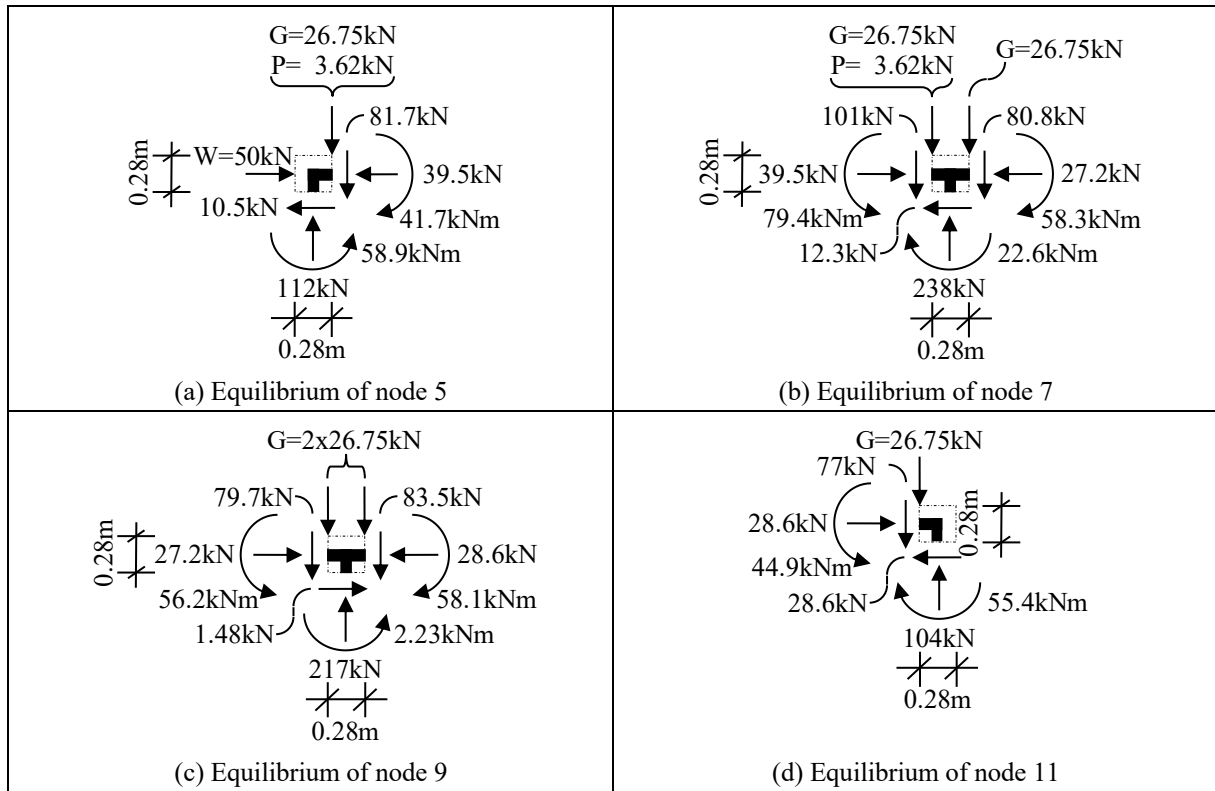 G=26.75kN
P= 3.62kN
81.7kN
W=50kN
0.28m
39.5kN
10.5kN
41.7kNm
58.9kNm
112kN
0.28m
(a) Equilibrium of node 5
G=26.75kN
P= 3.62kN
G=26.75kN
101kN
80.8kN
0.28m
39.5kN
27.2kN
79.4kNm
58.3kNm
12.3kN
22.6kNm
238kN
0.28m
(b) Equilibrium of node 7
G=2x26.75kN
79.7kN
83.5kN
0.28m
27.2kN
28.6kN
56.2kNm
58.1kNm
1.48kN
2.23kNm
217kN
0.28m
(c) Equilibrium of node 9
G=26.75kN
77kN
28.6kN
0.28m
44.9kNm
28.6kN
55.4kNm
104kN
0.28m
(d) Equilibrium of node 11